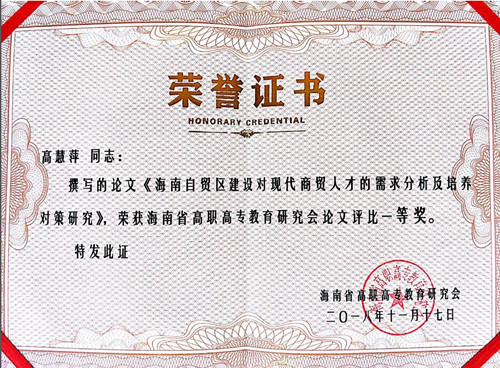 荣誉证书
HONORARY CREDENTIAL
高慧萍 同志：
撰写的论文《海南自贸区建设对现代商贸人才的需求分析及培养
对策研究》，荣获海南省高职高专教育研究会论文评比一等奖。
特发此证
海南省高职高专教育研究会
二〇一八年十一月十七日